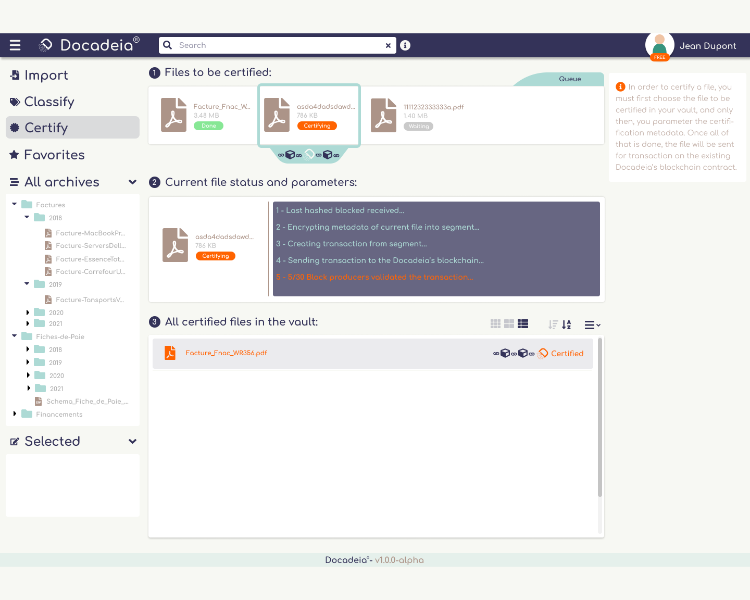 Docadeia®
Search
Jean Dupont
FREE
Import
Classify
Certify
Favorites
All archives
Factures
2018
Facture-MacBookPr...
Facture-ServersDell...
Facture-EssenceTot...
Facture-CarrefourU...
2019
Facture-TansportsV...
2020
2021
Fiches-de-Paie
2018
2019
2020
2021
Schema_Fiche_de_Paie_...
Financements
Selected
1 Files to be certified:
Queue
Facture_Fnac_W...
3.48 MB
Done
asda4dadsdawd...
786 KB
Certifying
1111232333333a.pdf
1.40 MB
Waiting
2 Current file status and parameters:
asda4dadsdawd...
786 KB
Certifying
1 - Last hashed blocked received...
2 - Encrypting metadata of current file into segment...
3 - Creating transaction from segment...
4 - Sending transaction to the Docadeia's blockchain...
5 - 8/30 Block producers validated the transaction...
3 All certified files in the vault:
Facture_Fnac_WB356.pdf
Certified
In order to certify a file, you
must first choose the file to be
certified in your vault, and only
then, you parameter the certif-
ification metadata. Once all of
that is done, the file will be sent
for transaction on the existing
Docadeia's blockchain contract.
Docadeia®- v1.0.0-alpha